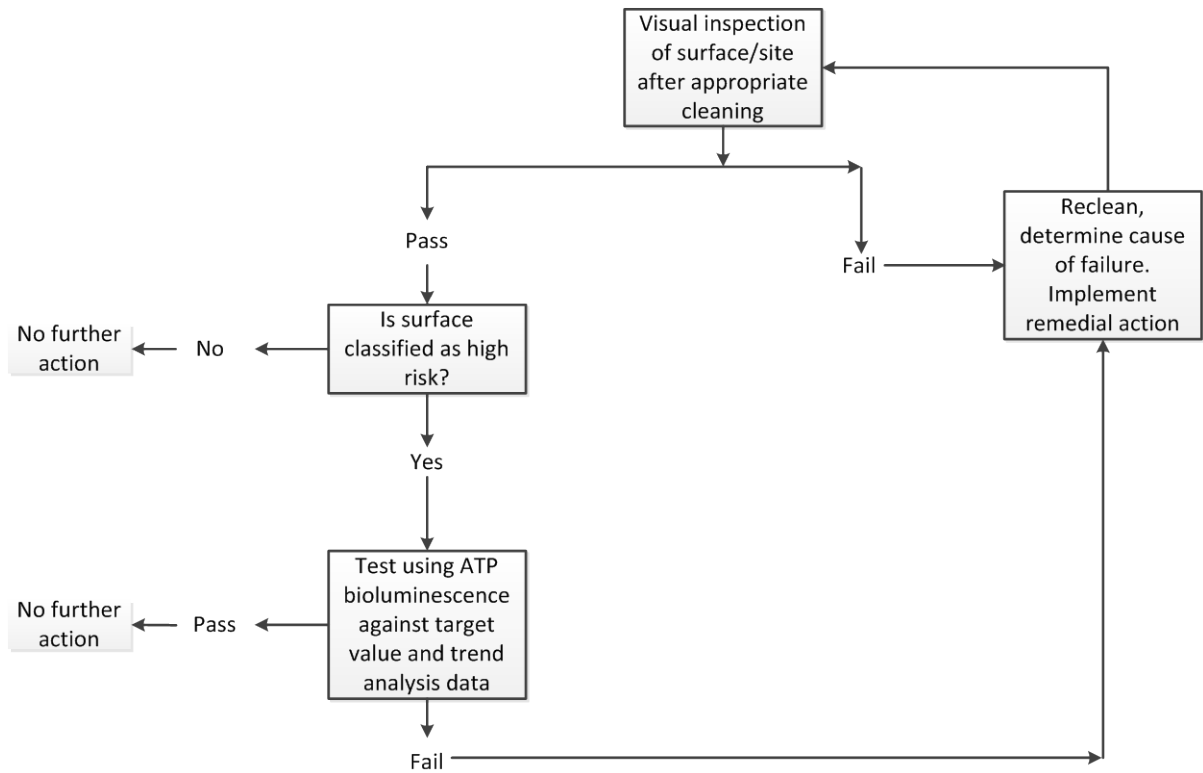 Visual inspection
of surface/site
after appropriate
cleaning
Reclean,
determine cause
of failure.
Implement
remedial action
Pass
Fail
No further
action
No
Is surface
classified as high
risk?
Yes
No further
action
Pass
Test using ATP
bioluminescence
against target
value and trend
analysis data
Fail